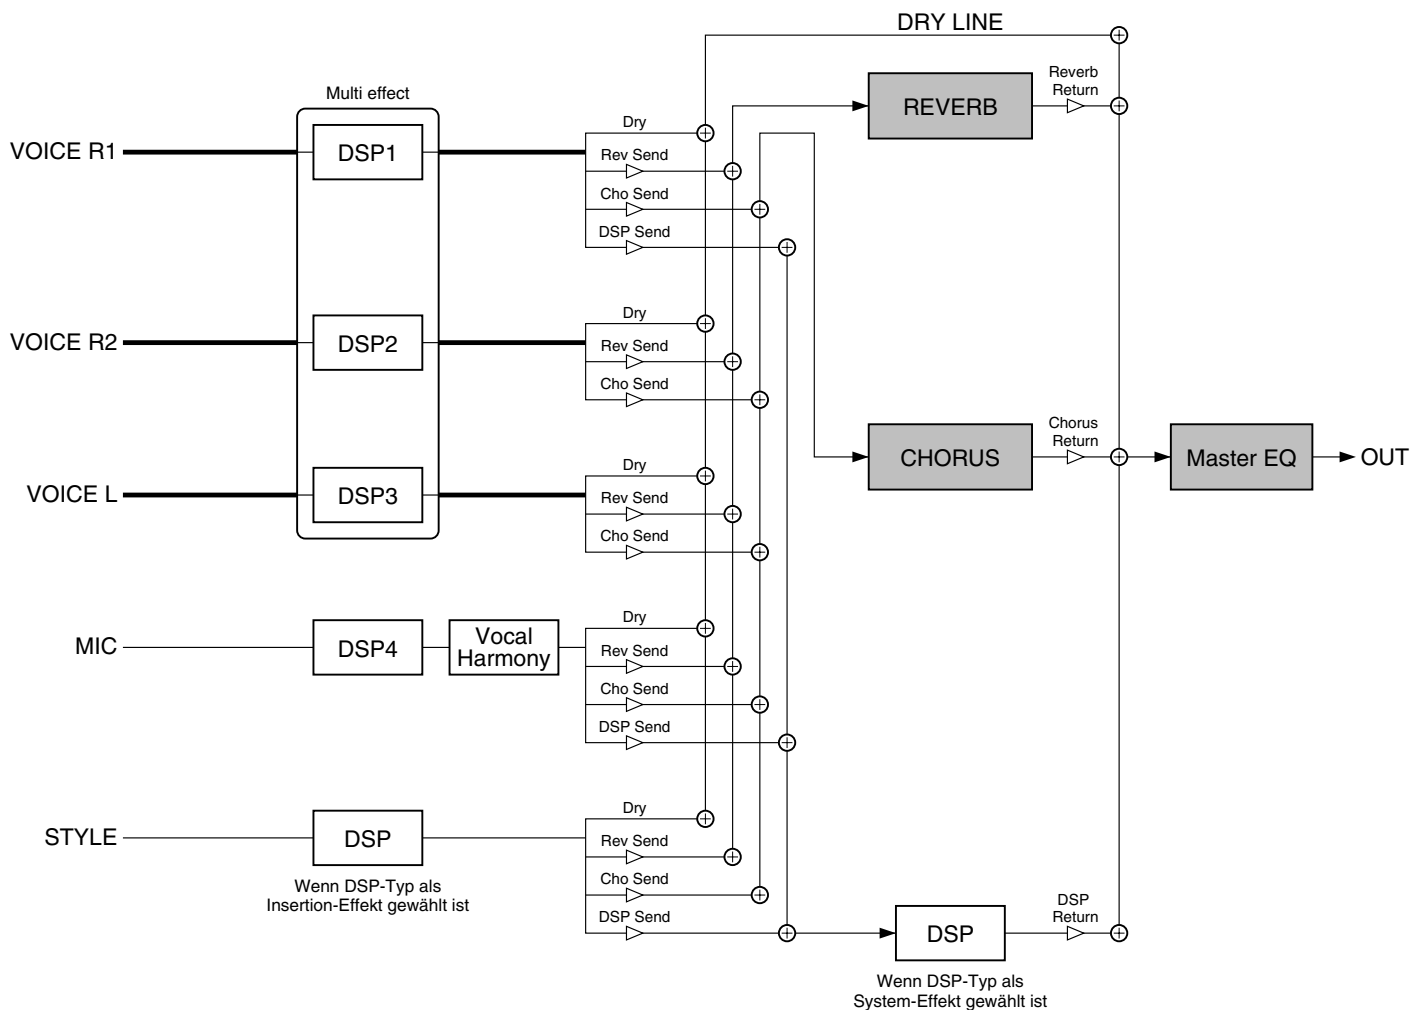 DRY LINE
Multi effect
VOICE R1
DSP1
Dry
Rev Send
Cho Send
DSP Send
REVERB
Reverb
Return
VOICE R2
DSP2
Dry
Rev Send
Cho Send
VOICE L
DSP3
Dry
Rev Send
Cho Send
CHORUS
Chorus
Return
Master EQ
OUT
MIC
DSP4
Vocal
Harmony
Dry
Rev Send
Cho Send
DSP Send
STYLE
DSP
Wenn DSP-Typ als
Insertion-Effekt gewählt ist
Dry
Rev Send
Cho Send
DSP Send
DSP
Wenn DSP-Typ als
System-Effekt gewählt ist
DSP
Return